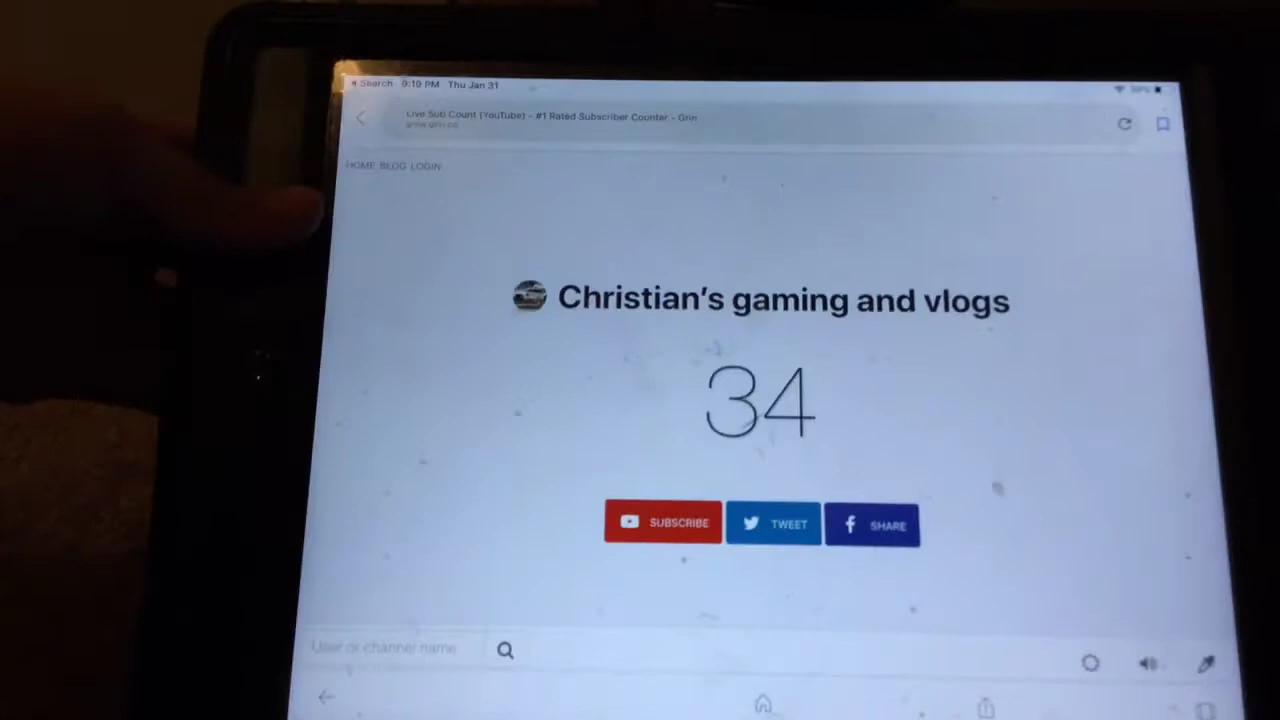 Search 9:19 PM Thu Jan 31
Live Sub Count (YouTube) - #1 Rated Subscriber Counter - Grin
HOME BLOG LOGIN
Christian's gaming and vlogs
34
SUBSCRIBE TWEET SHARE
User or channel name